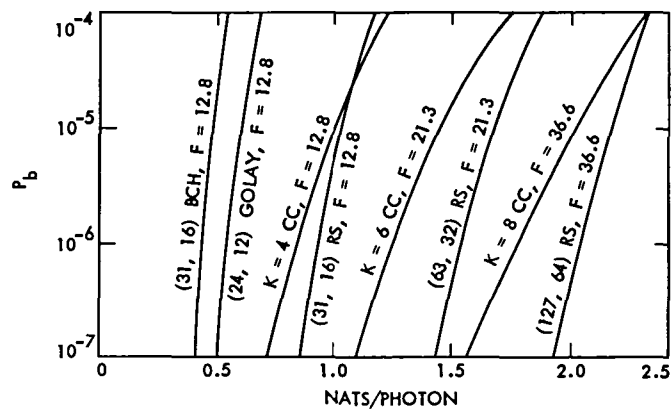 10-4
10-5
10-6
10-7
P_b
(31, 16) BCH, F = 12.8
(24, 12) GOLAY, F = 12.8
K = 4 CC, F = 12.8
(31, 16) RS, F = 12.8
K = 6 CC, F = 21.3
(63, 32) RS, F = 21.3
K = 8 CC, F = 36.6
(127, 64) RS, F = 36.6
0 0.5 1.0 1.5 2.0 2.5
NATS/PHOTON